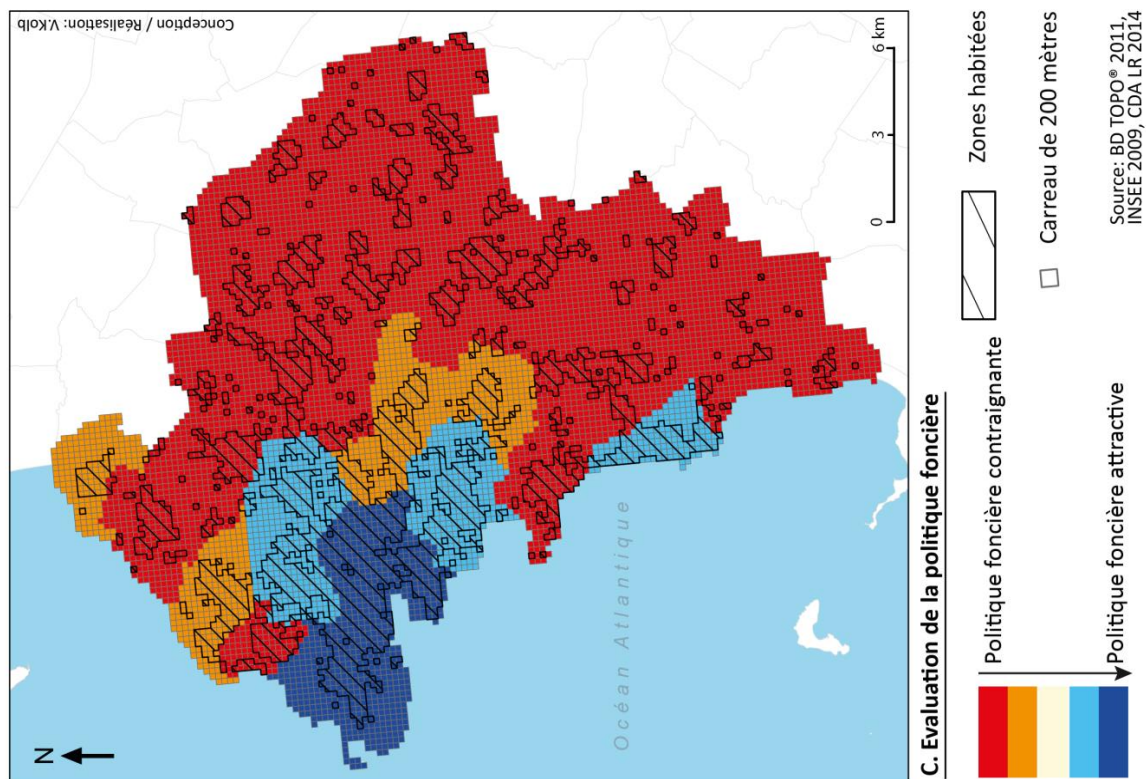 N
Conception / Réalisation: V.Kolb
Océan Atlantique
0 3 6 km
C. Evaluation de la politique foncière
Politique foncière contraignante
Politique foncière attractive
Zones habitées
Carreau de 200 mètres
Source: BD TOPO® 2011,
INSEE 2009, CDA LR 2014